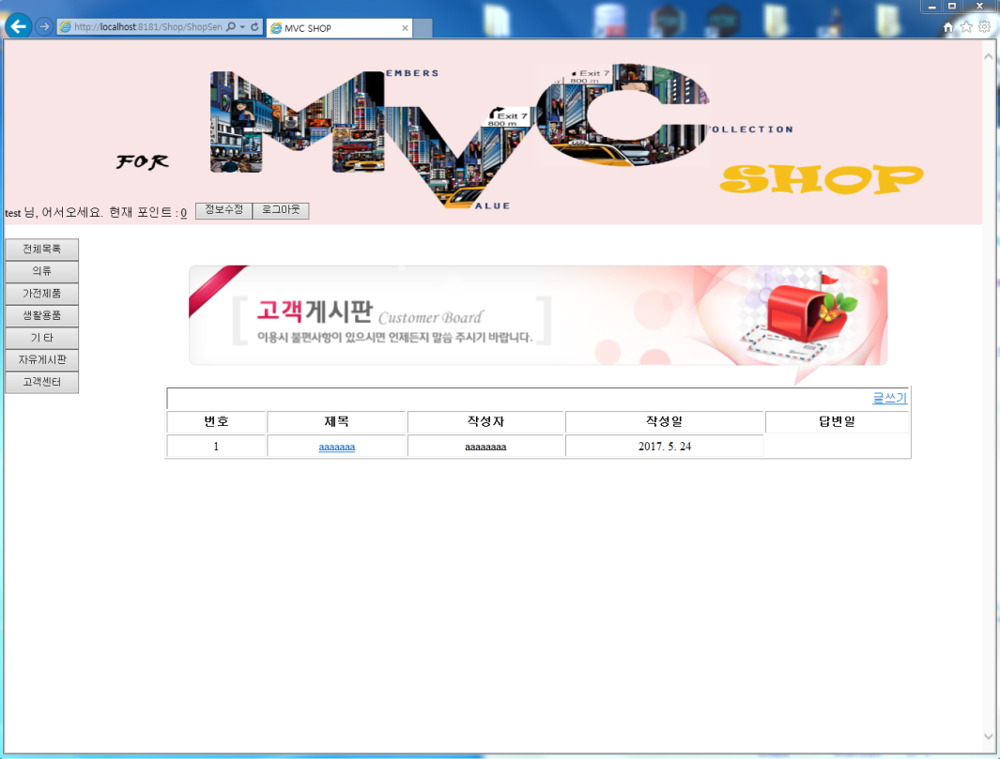 http://localhost:8181/Shop/ShopSer
MVC SHOP
EMBERS
Exit 7
800 m
Exit 7
800 m
OLLECTION
FOR
MVC
SHOP
ALUE
test 님, 어서오세요. 현재 포인트 : 0
정보수정
로그아웃
전체목록
의류
가전제품
생활용품
기 타
자유게시판
고객센터
[고객게시판 Customer Board
이용시 불편사항이 있으시면 언제든지 말씀 주시기 바랍니다.]
글쓰기
번호 제목 작성자 작성일 답변일
1 aaaaaaa aaaaaaaa 2017. 5. 24